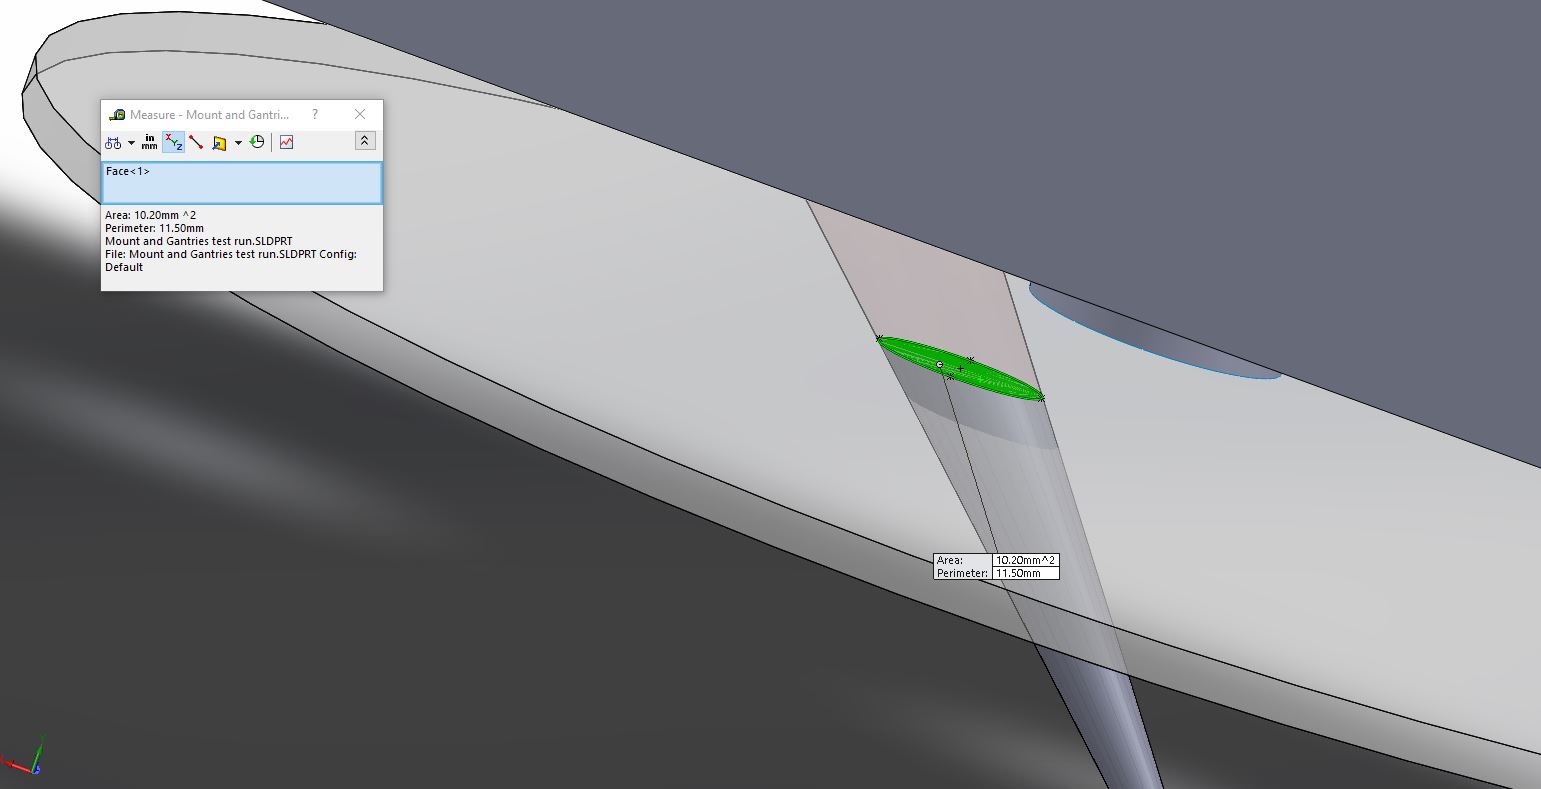 Measure - Mount and Gantri... ?
in
mm
X Y Z
Face<1>
Area: 10.20mm ^2
Perimeter: 11.50mm
Mount and Gantries test run.SLDPRT
File: Mount and Gantries test run.SLDPRT Config:
Default
Area: 10.20mm^2
Perimeter: 11.50mm